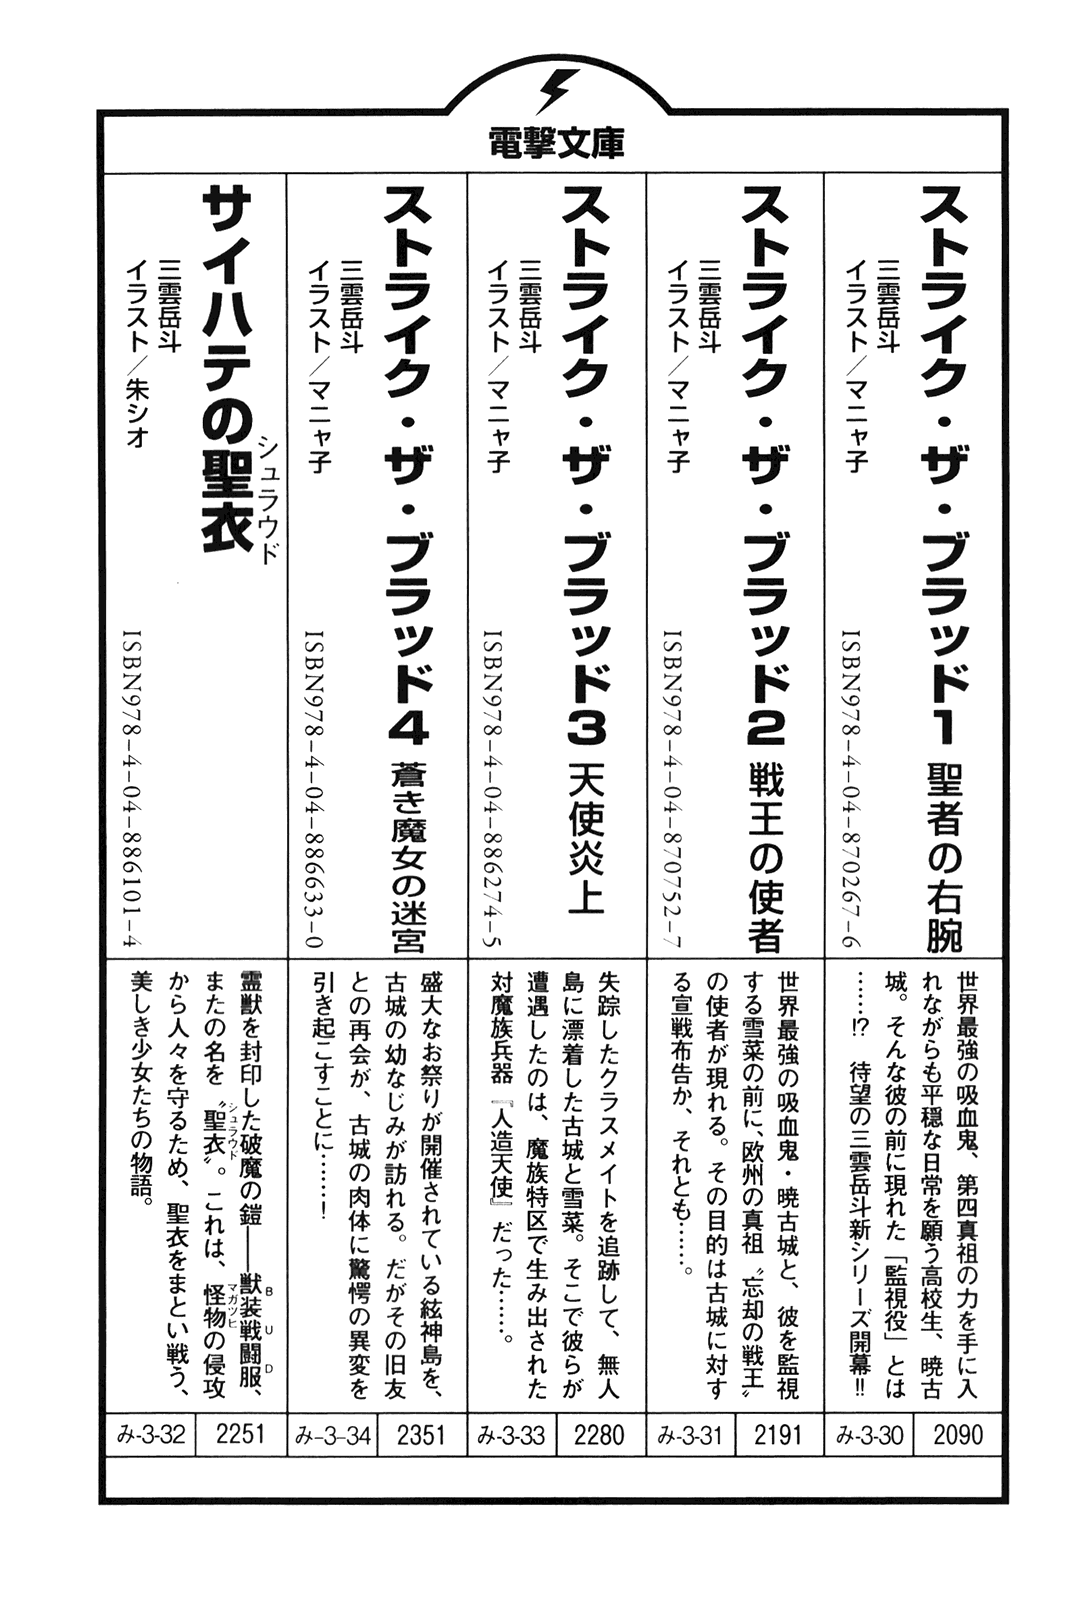 電撃文庫
ストライク・ザ・ブラッド1 聖者の右腕
三雲岳斗
イラスト／マニャ子
ISBN978-4-04-870267-6
世界最強の吸血鬼、第四真祖の力を手に入
れながらも平穏な日常を願う高校生、暁古
城。そんな彼の前に現れた「監視役」とは
……!? 待望の三雲岳斗新シリーズ開幕!!
み-3-30
2090
ストライク・ザ・ブラッド2 戦王の使者
三雲岳斗
イラスト／マニャ子
ISBN978-4-04-870752-7
世界最強の吸血鬼・暁古城と、彼を監視
する雪菜の前に、欧州の真祖〝忘却の戦王〟
の使者が現れる。その目的は古城に対す
る宣戦布告か、それとも……。
み-3-31
2191
ストライク・ザ・ブラッド3 天使炎上
三雲岳斗
イラスト／マニャ子
ISBN978-4-04-886274-5
失踪したクラスメイトを追跡して、無人
島に漂着した古城と雪菜。そこで彼らが
遭遇したのは、魔族特区で生み出された
対魔族兵器『人造天使』だった……。
み-3-33
2280
ストライク・ザ・ブラッド4 蒼き魔女の迷宮
三雲岳斗
イラスト／マニャ子
ISBN978-4-04-886633-0
盛大なお祭りが開催されている絃神島を、
古城の幼なじみが訪れる。だがその旧友
との再会が、古城の肉体に驚愕の異変を
引き起こすことに……！
み-3-34
2351
サイハテの聖衣
シュラウド
三雲岳斗
イラスト／朱シオ
ISBN978-4-04-886101-4
霊獣を封印した破魔の鎧――獣装戦闘服、
BUD
またの名を〝聖衣〟。これは、怪物の侵攻
シュラウド
マガツヒ
から人々を守るため、聖衣をまとい戦う、
美しき少女たちの物語。
み-3-32
2251